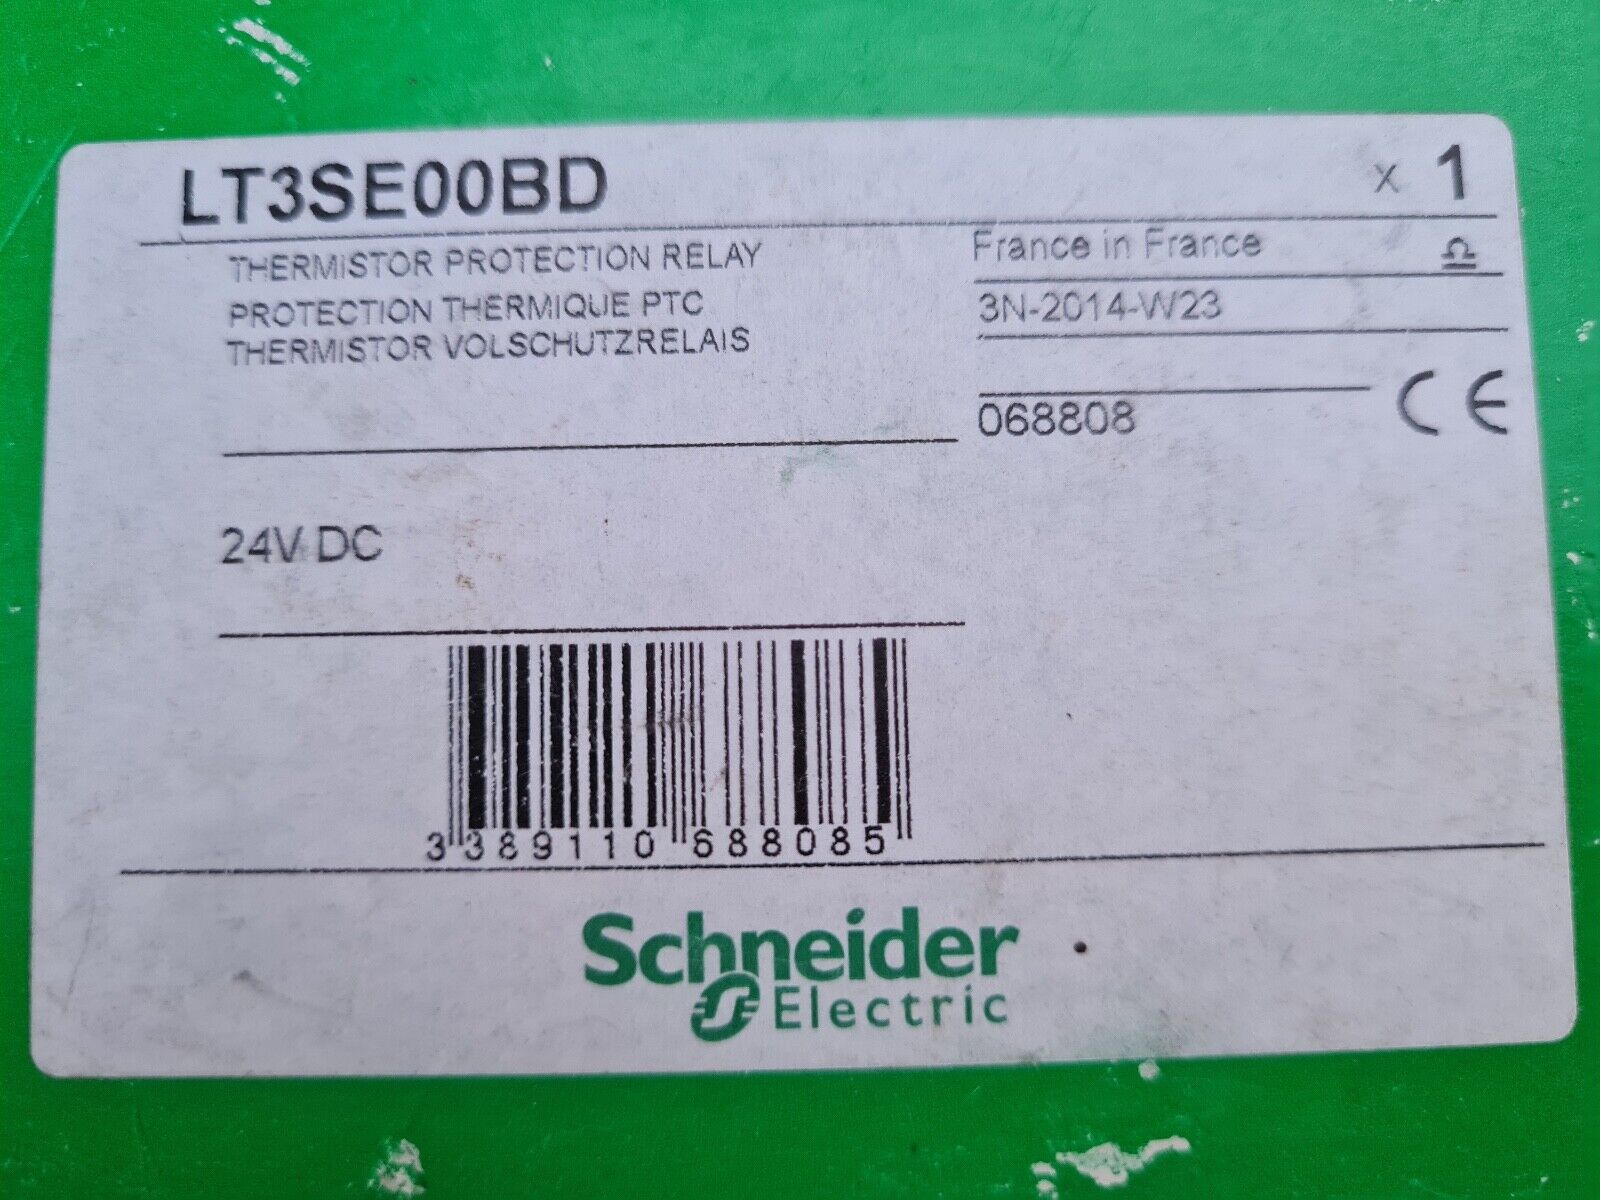 LT3SE00BD
x 1
THERMISTOR PROTECTION RELAY
PROTECTION THERMIQUE PTC
THERMISTOR VOLSCHUTZRELAIS
France in France
3N-2014-W23
068808
CE
24V DC
3 389110 688085
Schneider
Electric